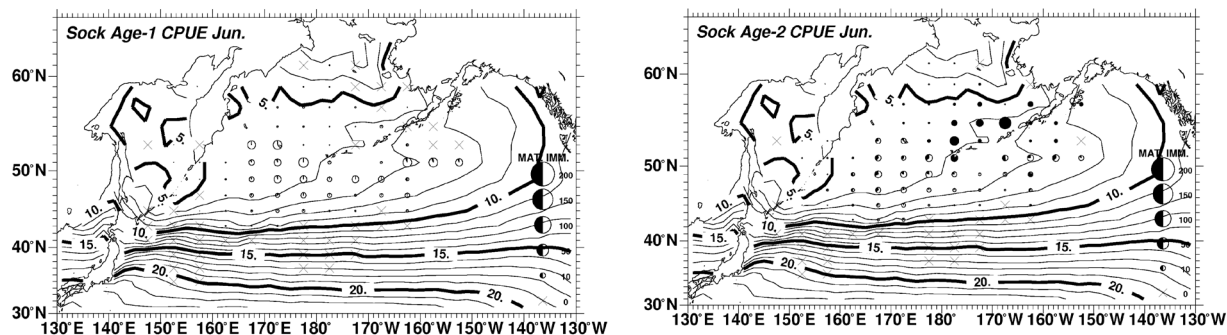 Sock Age-1 CPUE Jun.
60°N
50°N
40°N
30°N
5.
5.
5.
10.
10.
10.
15.
15.
15.
20.
20.
20.
MAT. IMM.
200
150
100
50
10
0
130°E
140°
150°
160°
170°E
180°
170°W
160°
150°
140°
130°W
Sock Age-2 CPUE Jun.
60°N
50°N
40°N
30°N
5.
5.
5.
10.
10.
10.
15.
15.
15.
20.
20.
20.
MAT. IMM.
200
150
100
50
10
0
130°E
140°
150°
160°
170°E
180°
170°W
160°
150°
140°
130°W